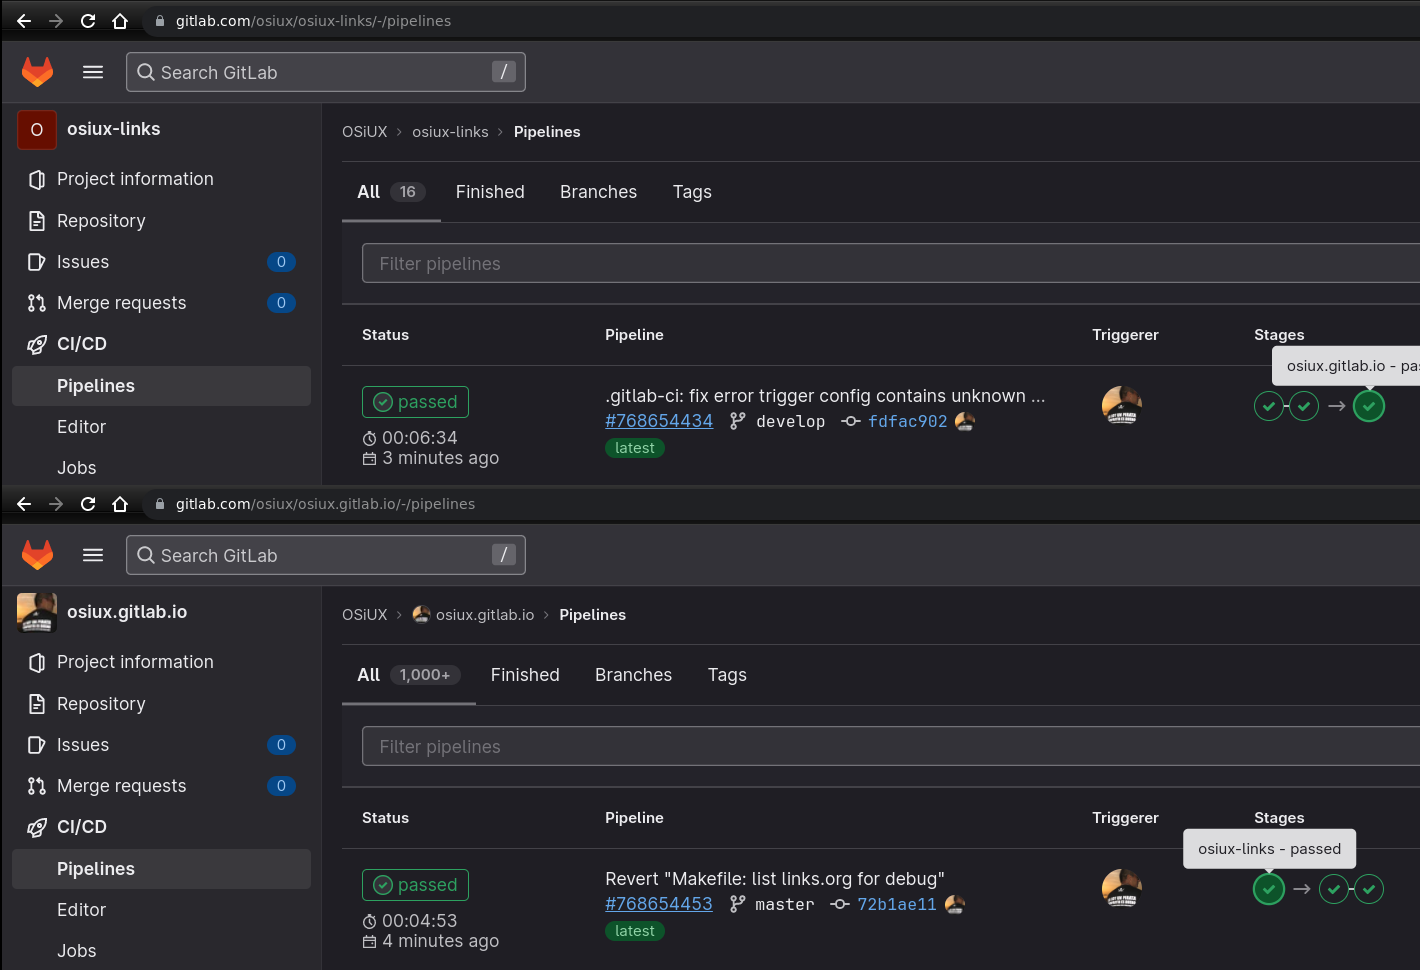 gitlab.com/osiux/osiux-links/-/pipelines
Search GitLab /
O osiux-links
Project information
Repository
Issues 0
Merge requests 0
CI/CD
Pipelines
Editor
Jobs
OSiUX › osiux-links › Pipelines
All 16 Finished Branches Tags
Filter pipelines
Status Pipeline Triggerer Stages
osiux.gitlab.io - pas
passed
00:06:34
3 minutes ago
.gitlab-ci: fix error trigger config contains unknown ...
#768654434 develop fdfac902
latest
gitlab.com/osiux/osiux.gitlab.io/-/pipelines
Search GitLab /
osiux.gitlab.io
Project information
Repository
Issues 0
Merge requests 0
CI/CD
Pipelines
Editor
Jobs
OSiUX › osiux.gitlab.io › Pipelines
All 1,000+ Finished Branches Tags
Filter pipelines
Status Pipeline Triggerer Stages
osiux-links - passed
passed
00:04:53
4 minutes ago
Revert "Makefile: list links.org for debug"
#768654453 master 72b1ae11
latest